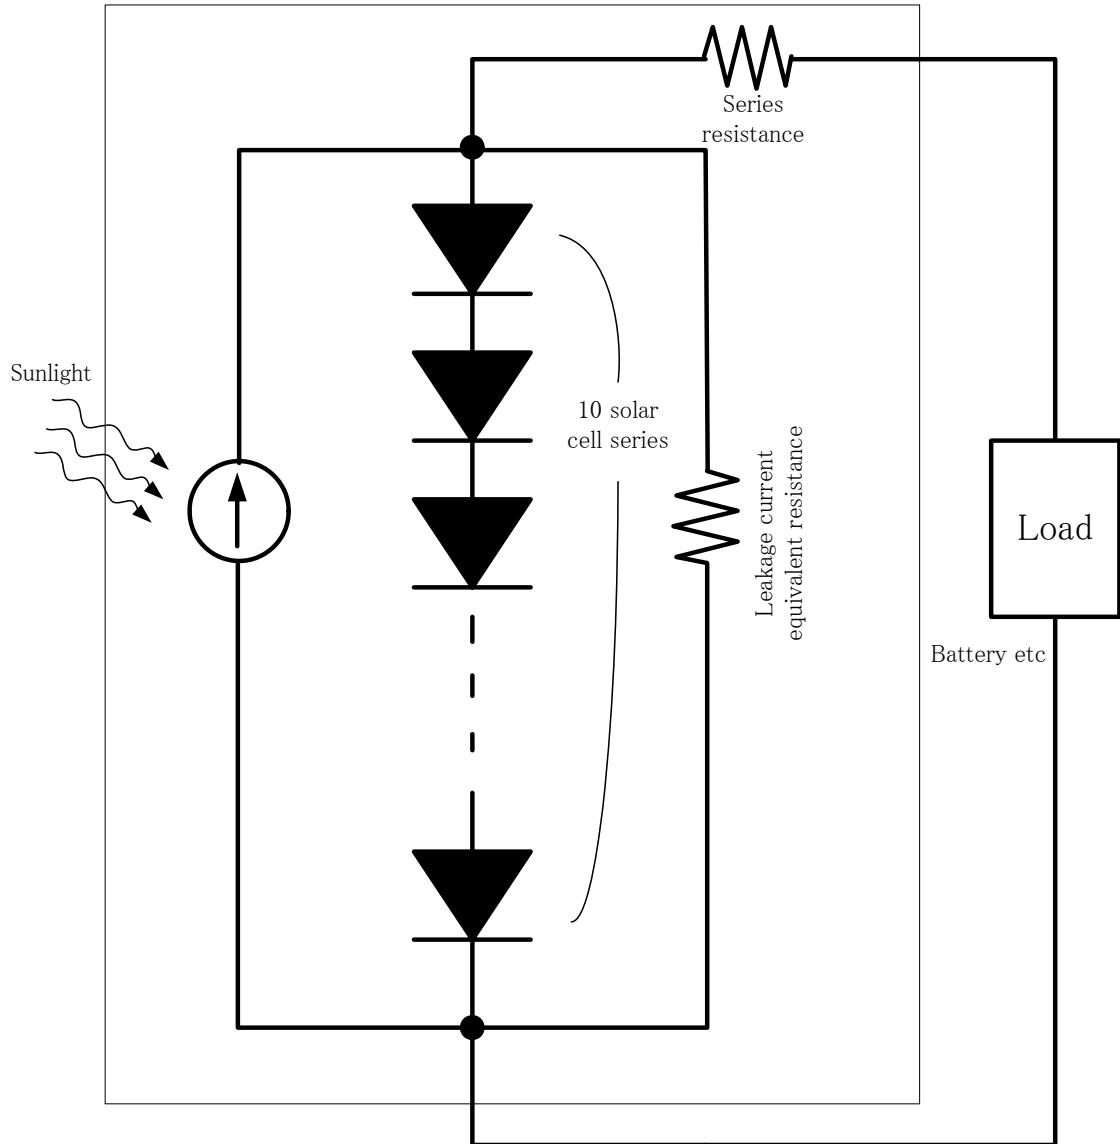 Series
resistance
Sunlight
10 solar
cell series
Leakage current
equivalent resistance
Load
Battery etc